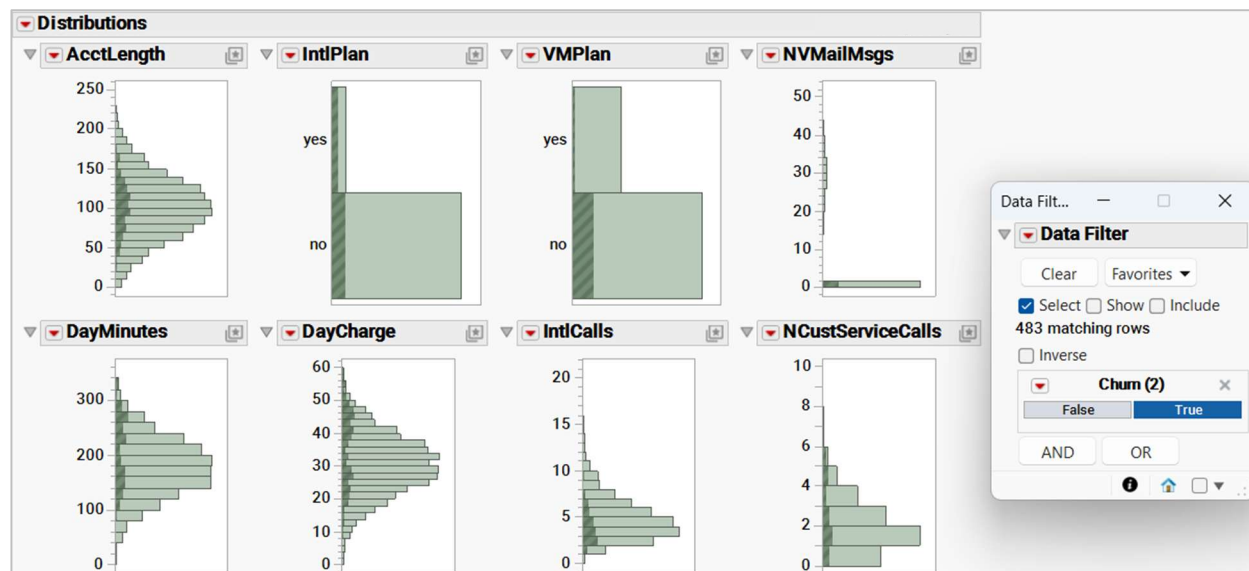 Distributions
AcctLength
IntlPlan
VMPlan
NVMailMsgs
250
200
150
100
50
0
yes
no
yes
no
50
40
30
20
10
0
DayMinutes
DayCharge
IntlCalls
NCustServiceCalls
300
200
100
0
60
50
40
30
20
10
0
20
15
10
5
0
10
8
6
4
2
0
Data Filt...
Data Filter
Clear
Favorites
Select Show Include
483 matching rows
Inverse
Churn (2)
False True
AND OR